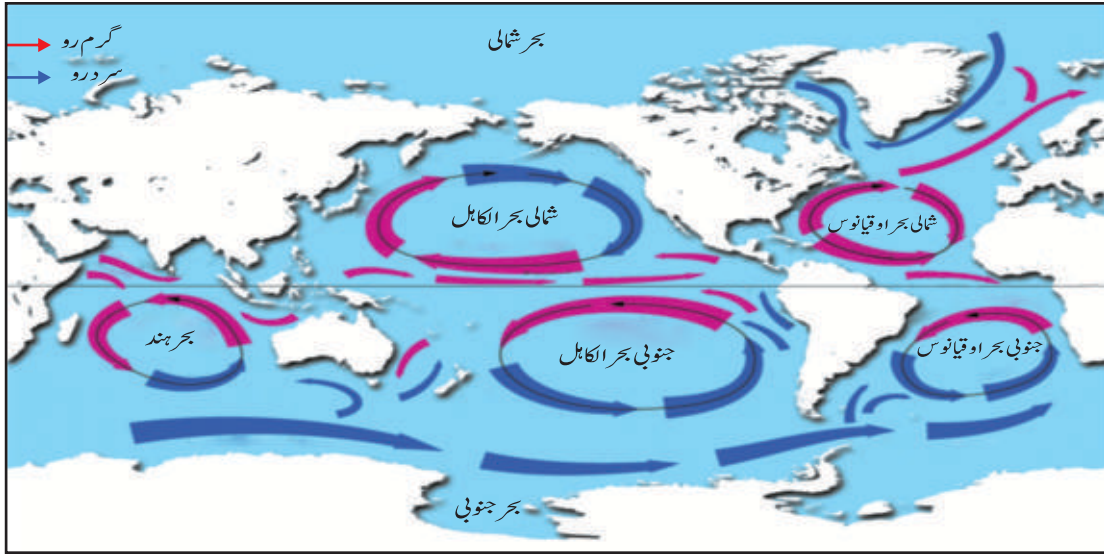 بحر شمالی
گرم رو
سرد رو
شمالی بحر الکاہل
شمالی بحر اوقیانوس
بحر ہند
جنوبی بحر الکاہل
جنوبی بحر اوقیانوس
بحر جنوبی